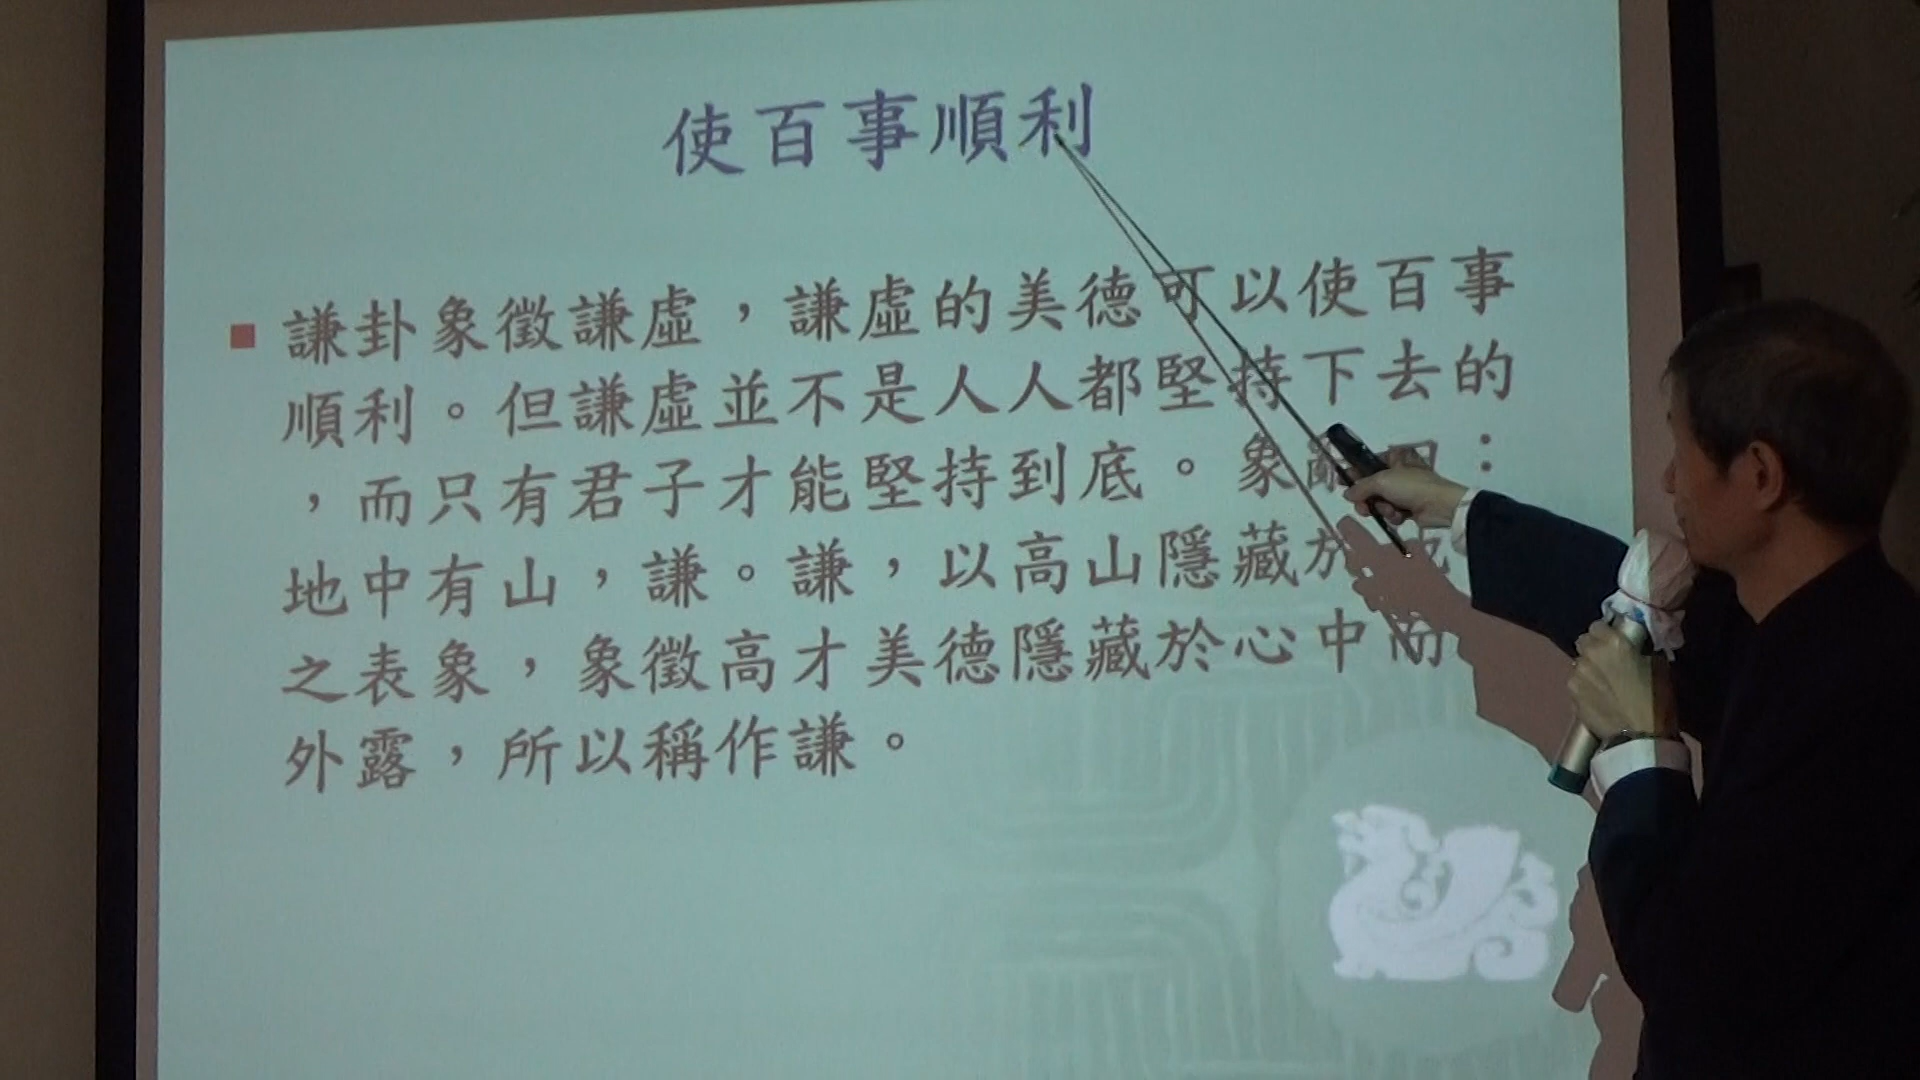 使百事順利
謙卦象徵謙虛，謙虛的美德可以使百事
順利。但謙虛並不是人人都堅持下去的
，而只有君子才能堅持到底。象辭曰：
地中有山，謙。謙，以高山隱藏於地
之表象，象徵高才美德隱藏於心中而
外露，所以稱作謙。